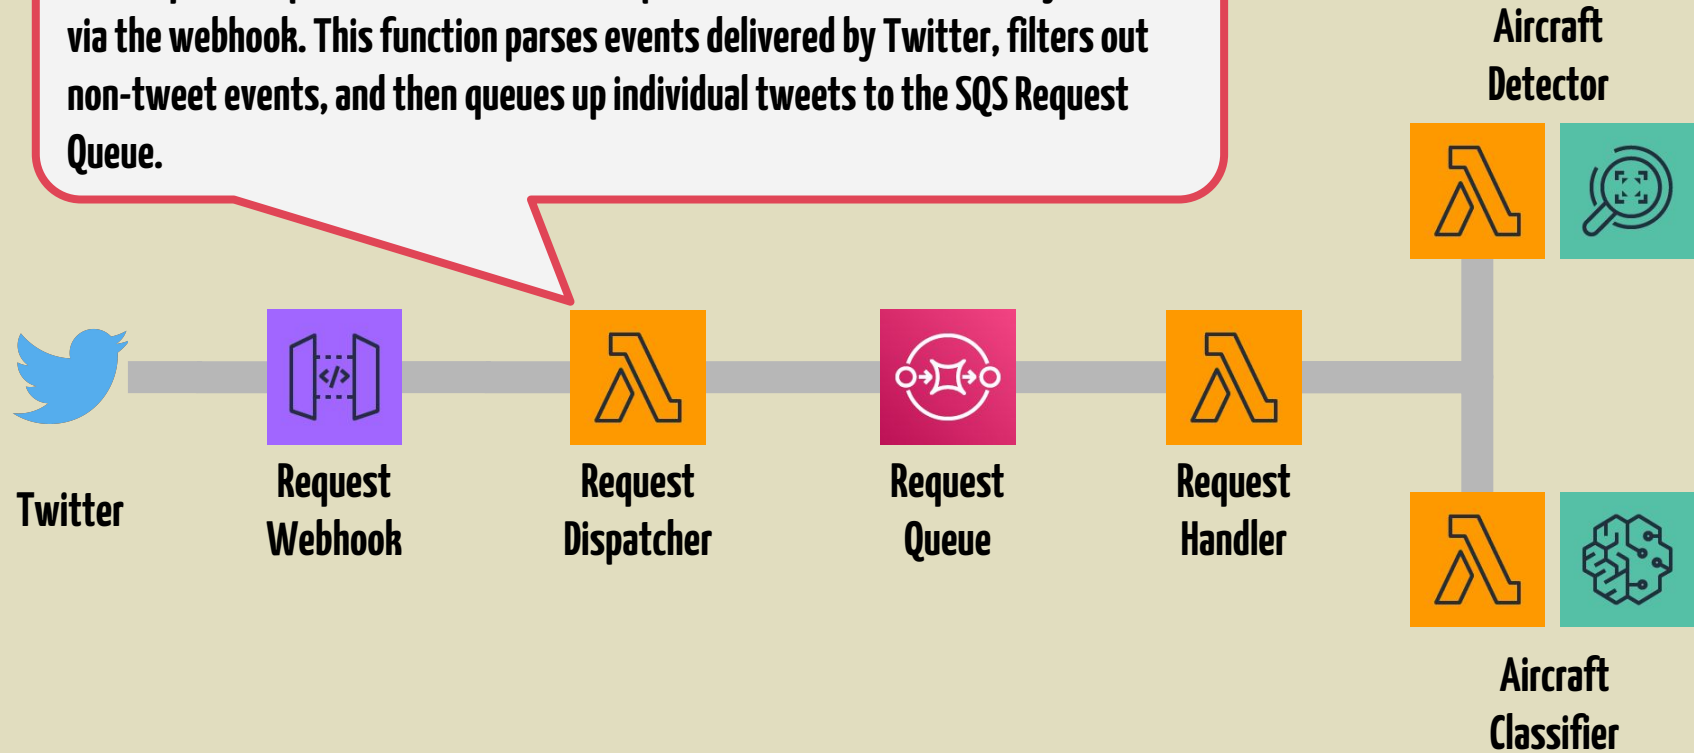 via the webhook. This function parses events delivered by Twitter, filters out
non-tweet events, and then queues up individual tweets to the SQS Request
Queue.
Aircraft
Detector
</>
Twitter
Request
Webhook
Request
Dispatcher
Request
Queue
Request
Handler
Aircraft
Classifier